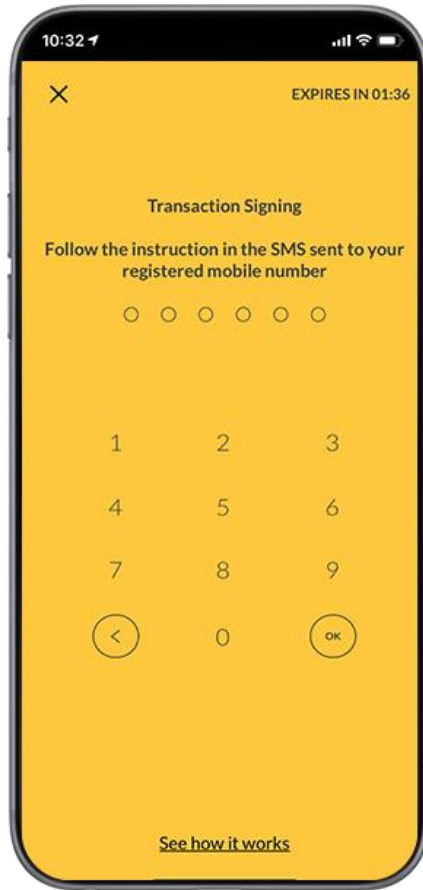 10:32
EXPIRES IN 01:36
Transaction Signing
Follow the instruction in the SMS sent to your
registered mobile number
1 2 3
4 5 6
7 8 9
< 0 OK
See how it works